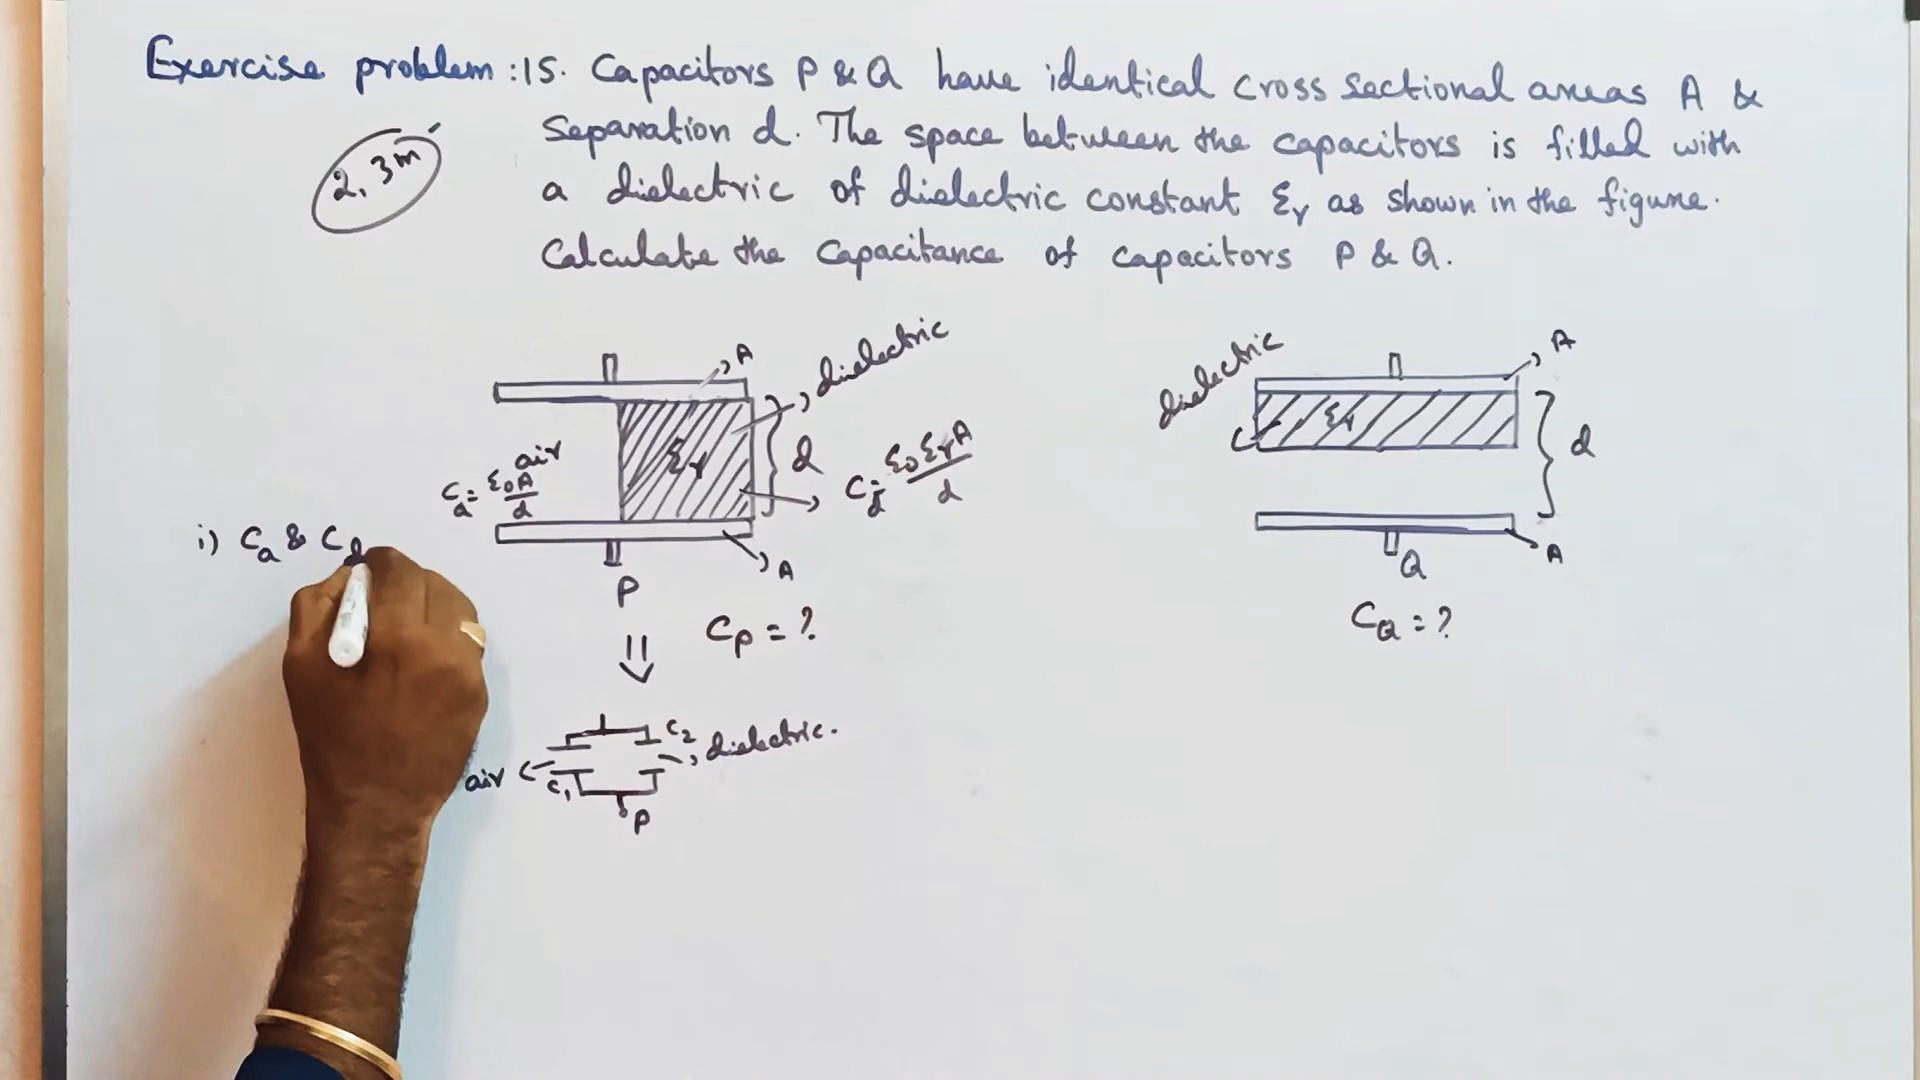 Exercise problem : 15. Capacitors P & Q have identical cross sectional areas A &
separation d. The space between the capacitors is filled with
2, 3m
a dielectric of dielectric constant εr as shown in the figure.
Calculate the capacitance of capacitors P & Q.
A
dielectric
air
εr
d
Ca = ε0A/d
Cd = ε0εrA/d
A
P
CP = ?
i) Ca & Cd
C2
dielectric.
air
C1
P
dielectric
A
εr
d
A
Q
CQ = ?